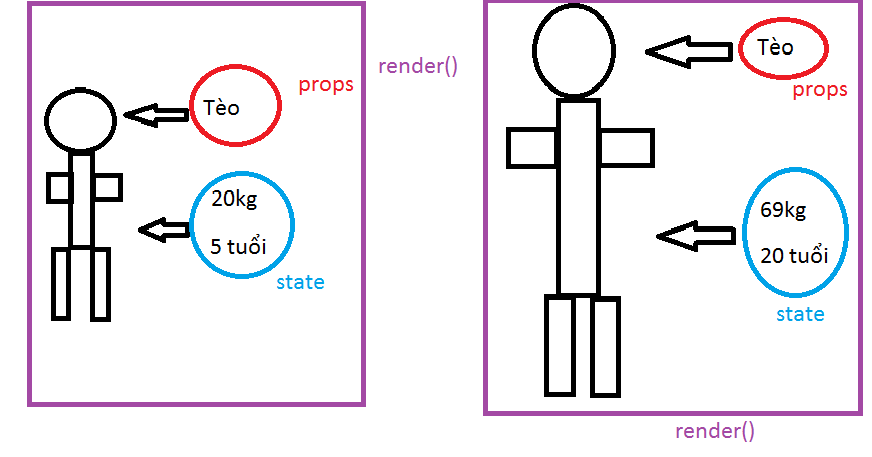 Tèo
props
20kg
5 tuổi
state
render()
Tèo
props
69kg
20 tuổi
state
render()